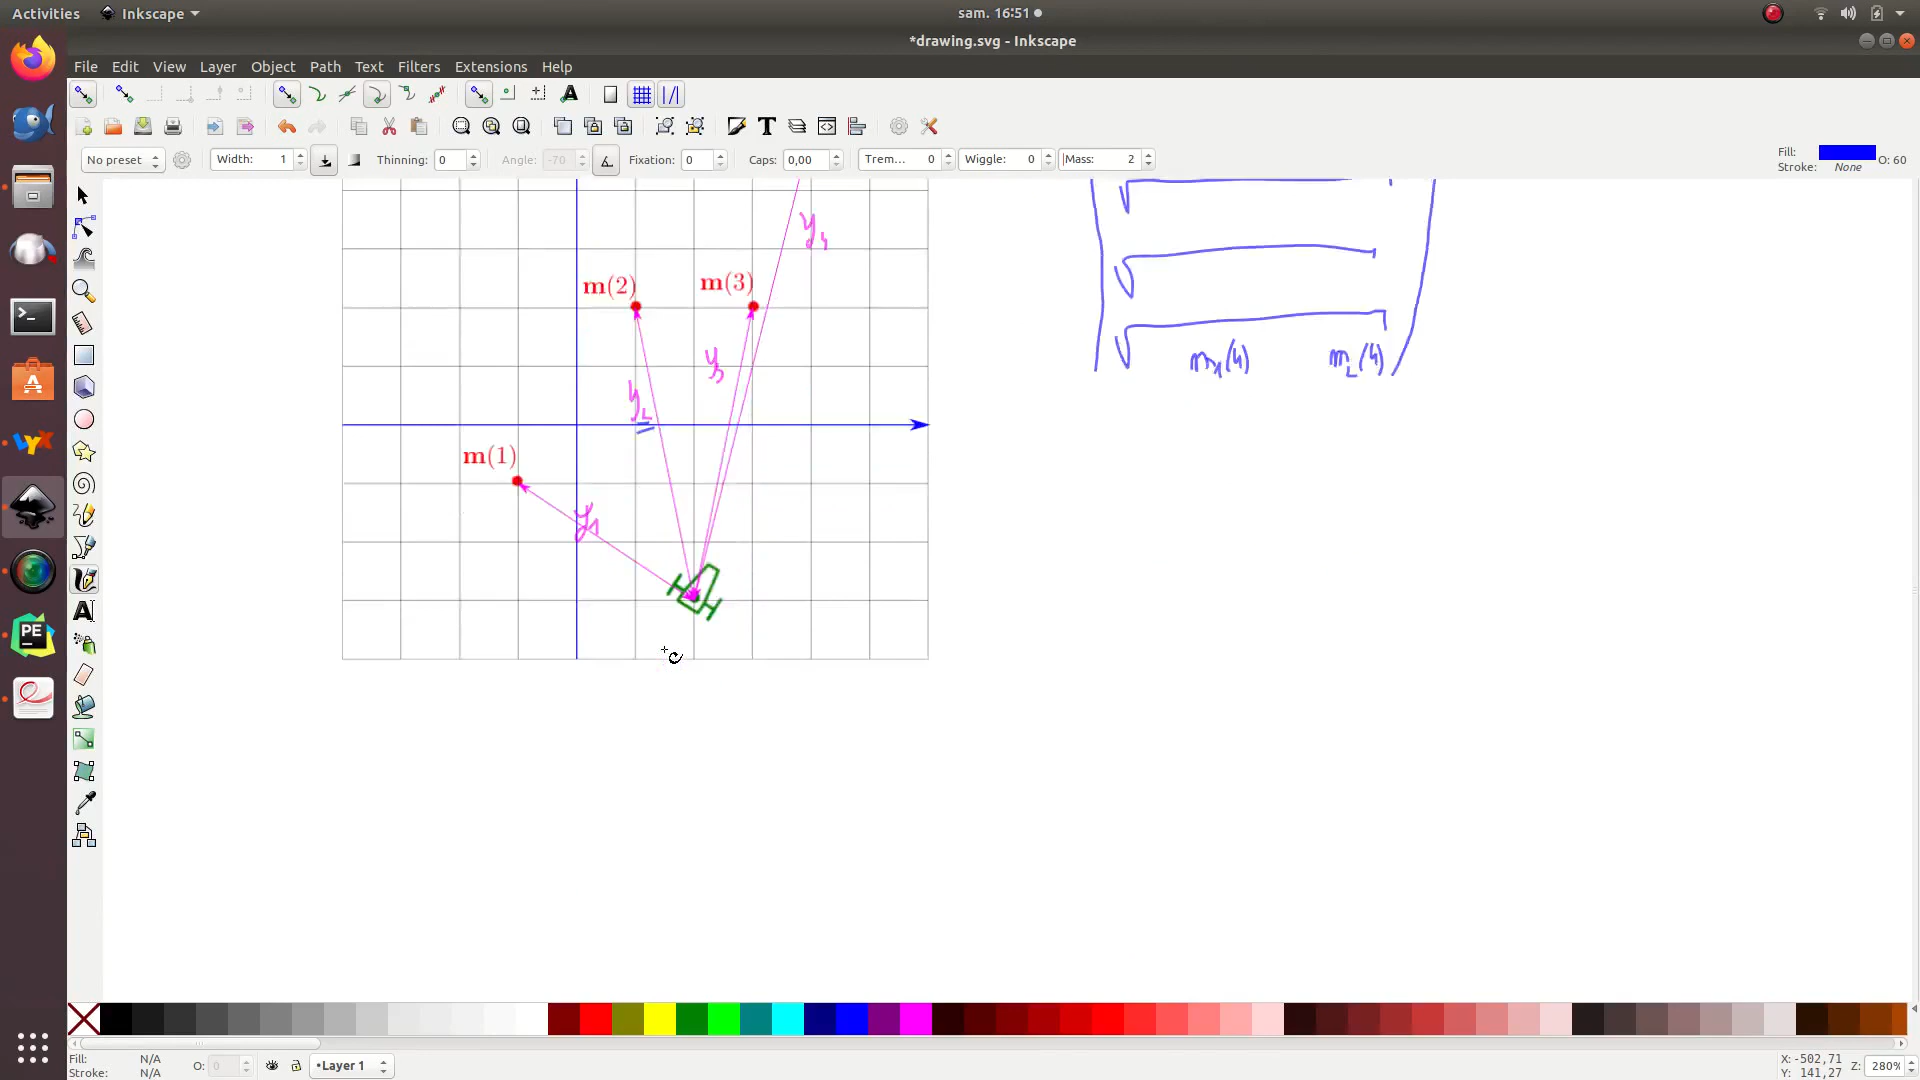 Activities Inkscape sam. 16:51
*drawing.svg - Inkscape
File Edit View Layer Object Path Text Filters Extensions Help
No preset Width: 1 Thinning: 0 Angle: -70 Fixation: 0 Caps: 0,00 Trem... 0 Wiggle: 0 Mass: 2 Fill: O: 60
Stroke: None
y4
m(2) m(3)
y3
y2
m1(4) m2(4)
m(1)
y1
Fill: N/A O: 0 Layer 1 X: -502,71 Z: 280%
Stroke: N/A Y: 141,27